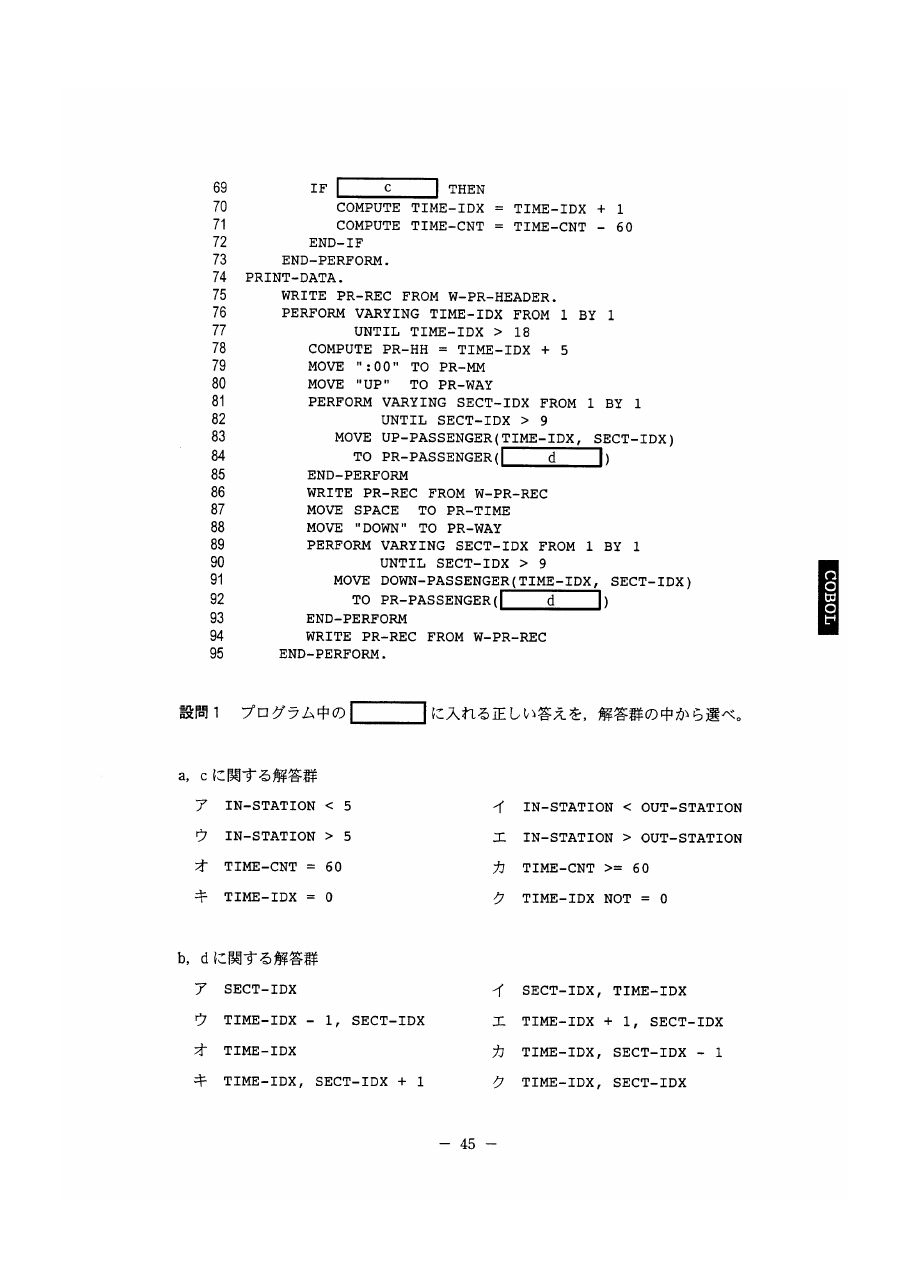 69 IF c THEN
70 COMPUTE TIME-IDX = TIME-IDX + 1
71 COMPUTE TIME-CNT = TIME-CNT - 60
72 END-IF
73 END-PERFORM.
74 PRINT-DATA.
75 WRITE PR-REC FROM W-PR-HEADER.
76 PERFORM VARYING TIME-IDX FROM 1 BY 1
77 UNTIL TIME-IDX > 18
78 COMPUTE PR-HH = TIME-IDX + 5
79 MOVE ":00" TO PR-MM
80 MOVE "UP" TO PR-WAY
81 PERFORM VARYING SECT-IDX FROM 1 BY 1
82 UNTIL SECT-IDX > 9
83 MOVE UP-PASSENGER(TIME-IDX, SECT-IDX)
84 TO PR-PASSENGER( d )
85 END-PERFORM
86 WRITE PR-REC FROM W-PR-REC
87 MOVE SPACE TO PR-TIME
88 MOVE "DOWN" TO PR-WAY
89 PERFORM VARYING SECT-IDX FROM 1 BY 1
90 UNTIL SECT-IDX > 9
91 MOVE DOWN-PASSENGER(TIME-IDX, SECT-IDX)
92 TO PR-PASSENGER( d )
93 END-PERFORM
94 WRITE PR-REC FROM W-PR-REC
95 END-PERFORM.
COBOL
設問1 プログラム中の に入れる正しい答えを，解答群の中から選べ。
a, c に関する解答群
ア IN-STATION < 5 イ IN-STATION < OUT-STATION
ウ IN-STATION > 5 エ IN-STATION > OUT-STATION
オ TIME-CNT = 60 カ TIME-CNT >= 60
キ TIME-IDX = 0 ク TIME-IDX NOT = 0
b, d に関する解答群
ア SECT-IDX イ SECT-IDX, TIME-IDX
ウ TIME-IDX - 1, SECT-IDX エ TIME-IDX + 1, SECT-IDX
オ TIME-IDX カ TIME-IDX, SECT-IDX - 1
キ TIME-IDX, SECT-IDX + 1 ク TIME-IDX, SECT-IDX
— 45 —